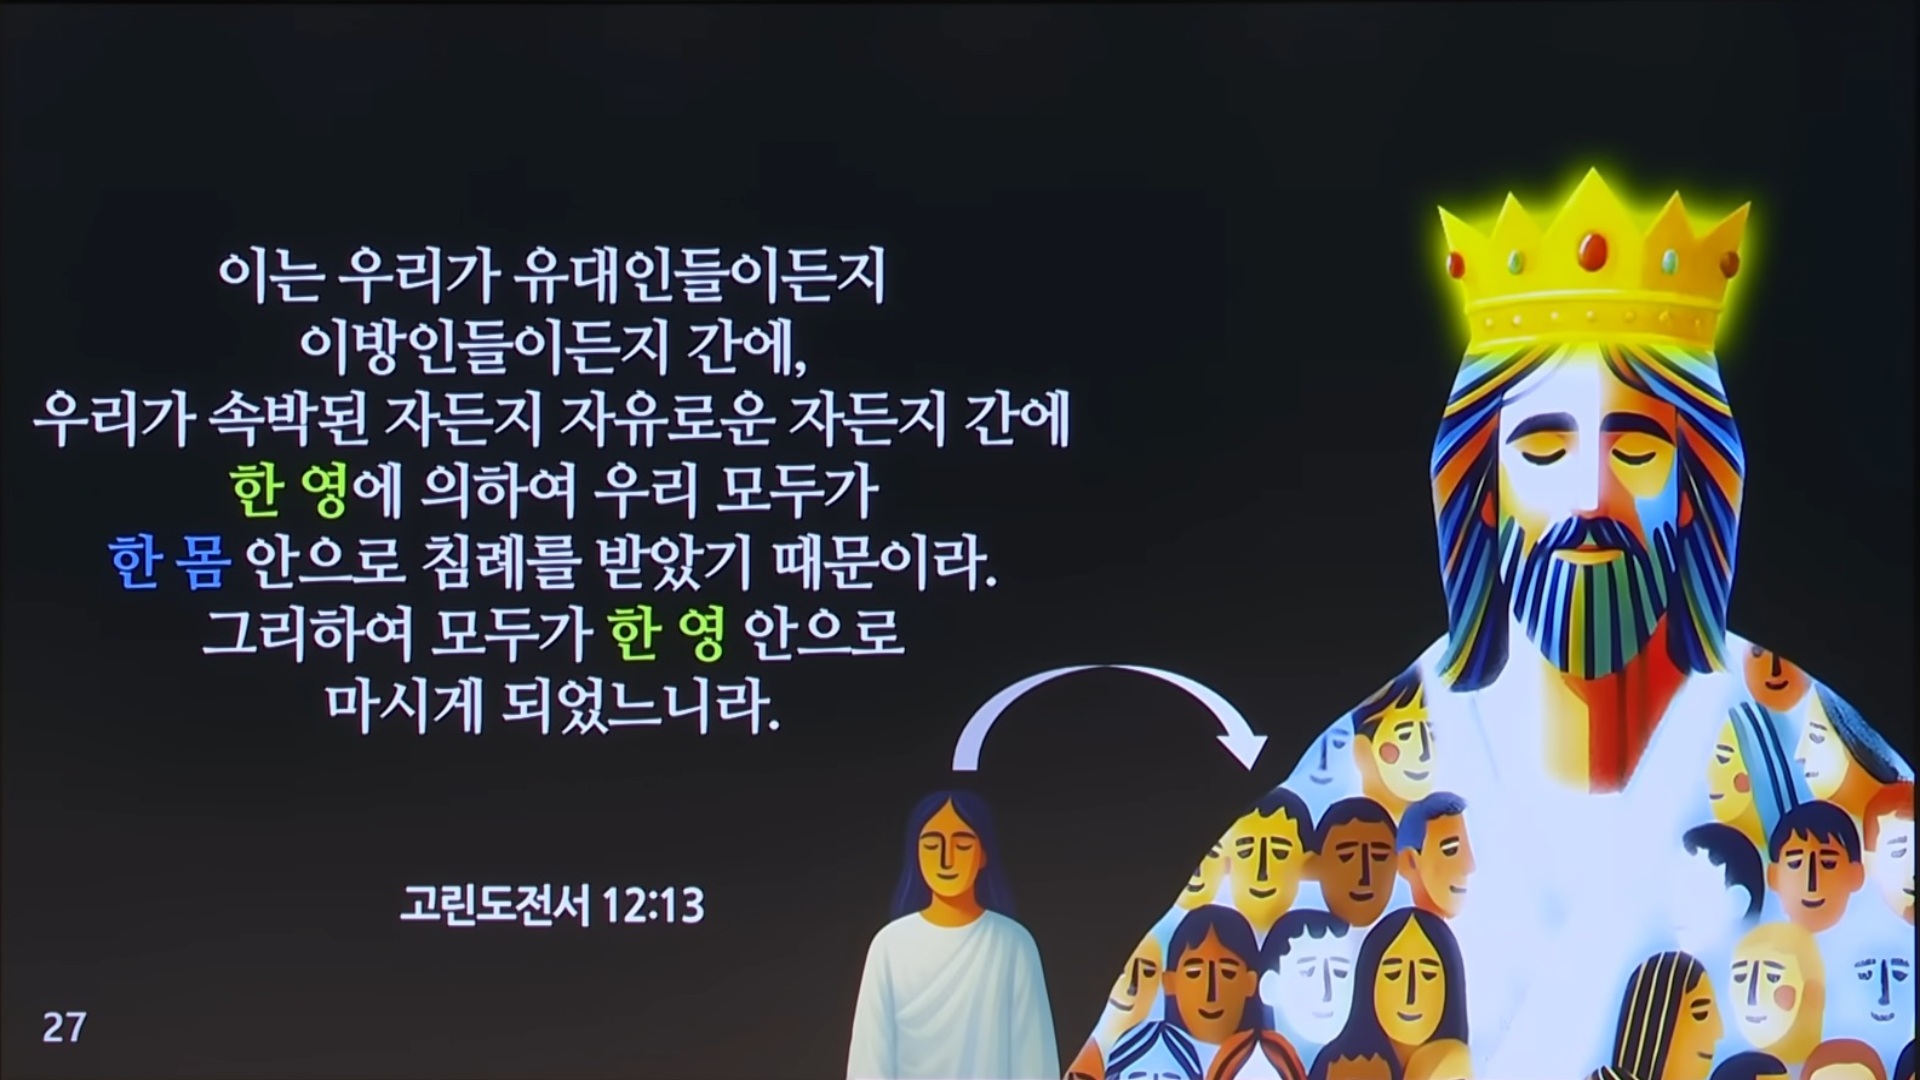 이는 우리가 유대인들이든지
이방인들이든지 간에,
우리가 속박된 자든지 자유로운 자든지 간에
한 영에 의하여 우리 모두가
한 몸 안으로 침례를 받았기 때문이라.
그리하여 모두가 한 영 안으로
마시게 되었느니라.
고린도전서 12:13
27